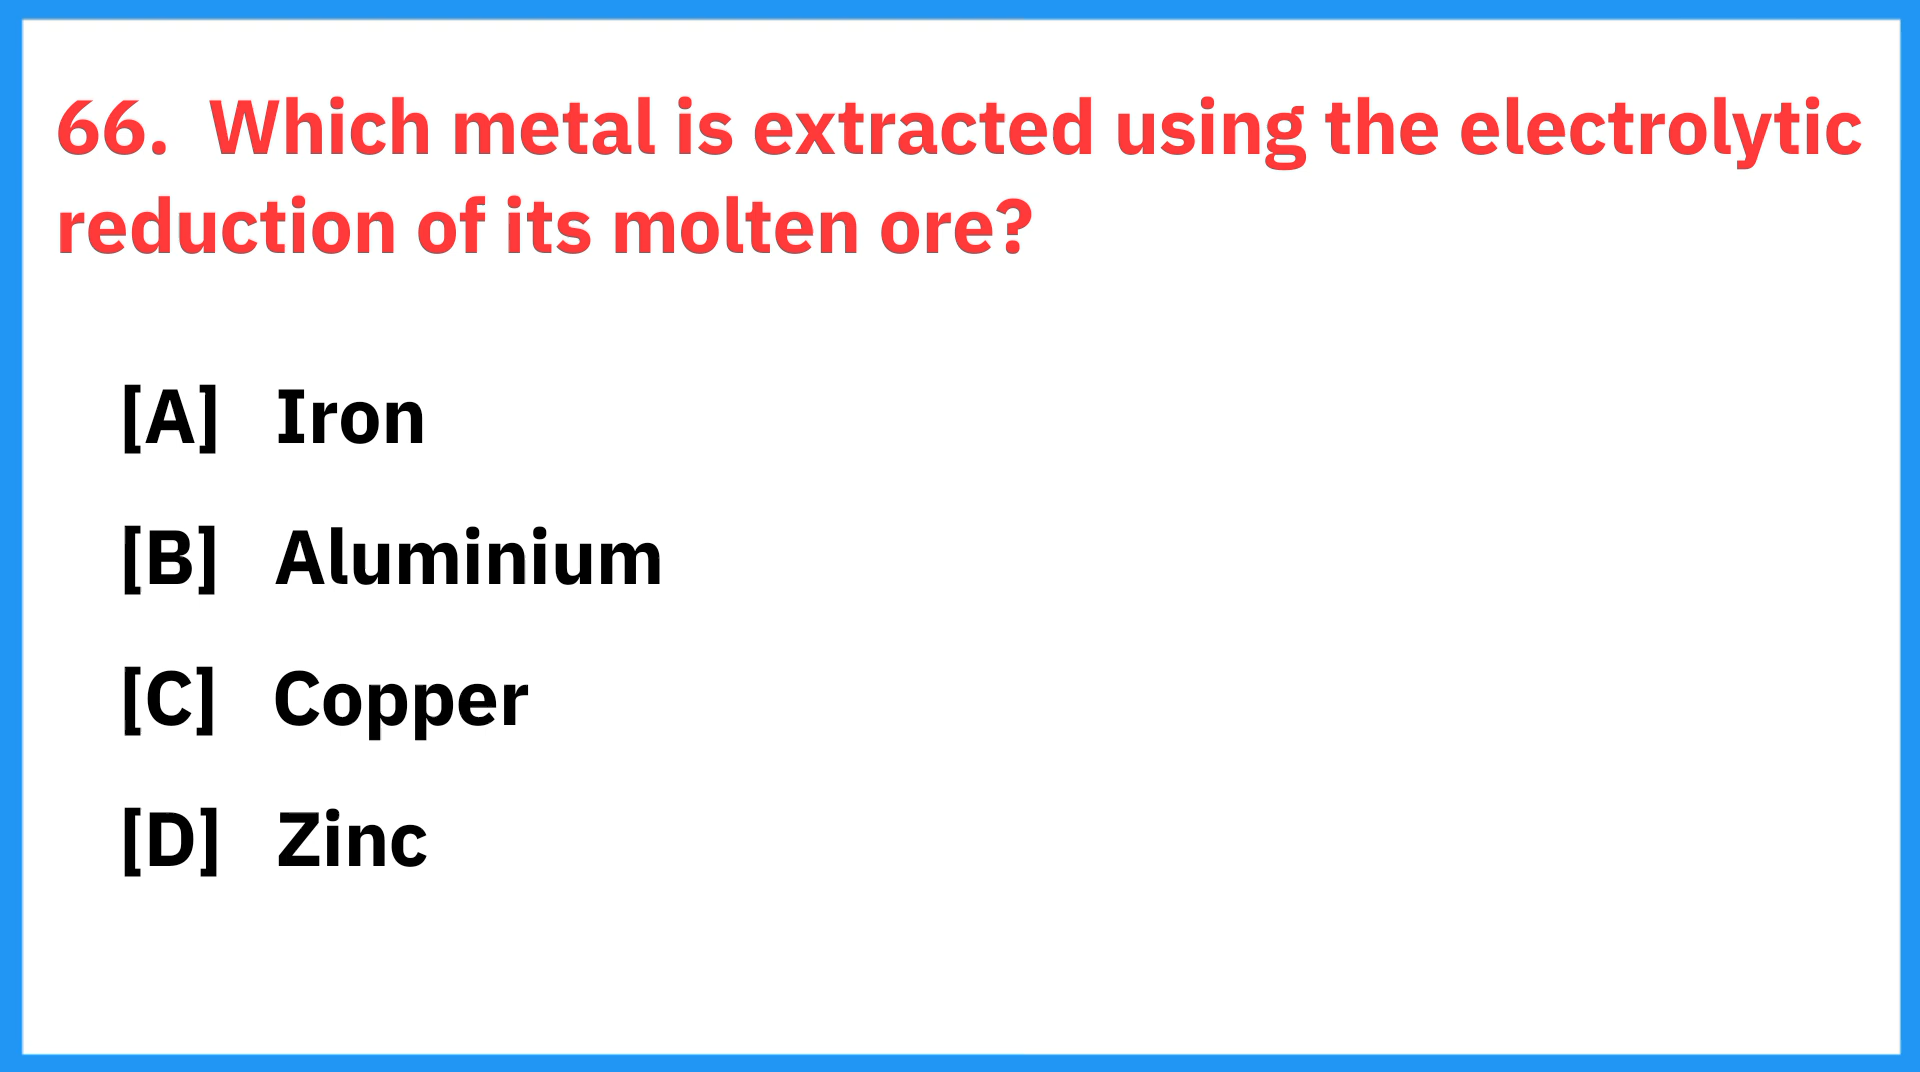 66. Which metal is extracted using the electrolytic
reduction of its molten ore?
[A] Iron
[B] Aluminium
[C] Copper
[D] Zinc